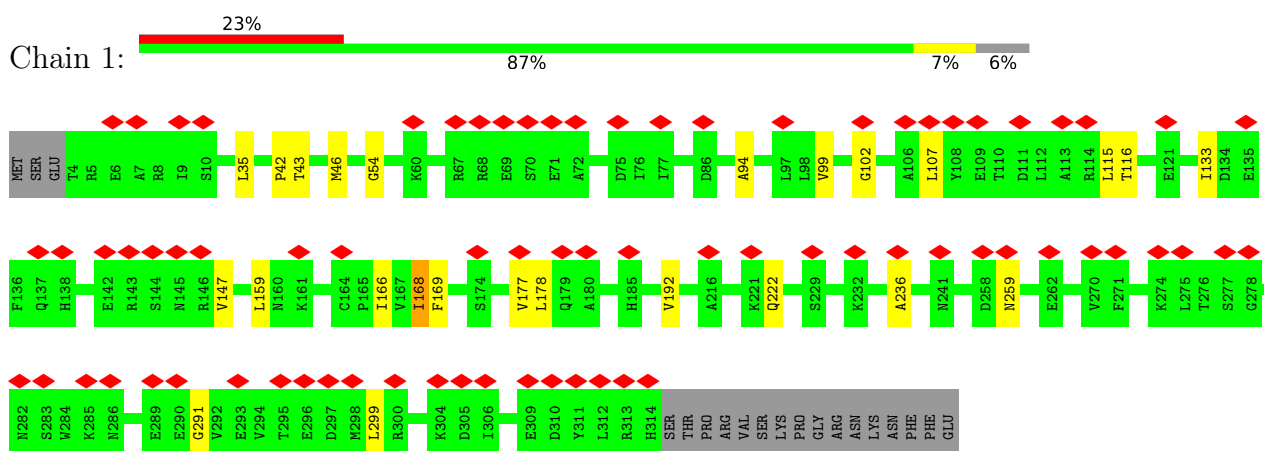 23%
Chain 1:
87% 7% 6%
MET SER GLU T4 R5 E6 A7 R8 I9 S10 L35 P42 T43 M46 G54 K60 R67 R68 E69 S70 E71 A72 D75 I76 I77 D86 A94 L97 L98 V99 G102 A106 L107 Y108 E109 T110 D111 L112 A113 R114 L115 T116 E121 I133 D134 E135
F136 Q137 H138 E142 R143 S144 N145 R146 V147 L159 N160 K161 C164 P165 I166 V167 I168 F169 S174 V177 L178 Q179 A180 H185 V192 A216 K221 Q222 S229 K232 A236 N241 D258 N259 E262 V270 F271 K274 L275 T276 S277 G278
N282 S283 W284 K285 N286 E289 E290 G291 V292 E293 V294 T295 E296 D297 M298 L299 R300 K304 D305 I306 E309 D310 Y311 L312 R313 H314 SER THR PRO ARG VAL SER LYS PRO GLY ARG ASN LYS ASN PHE PHE GLU